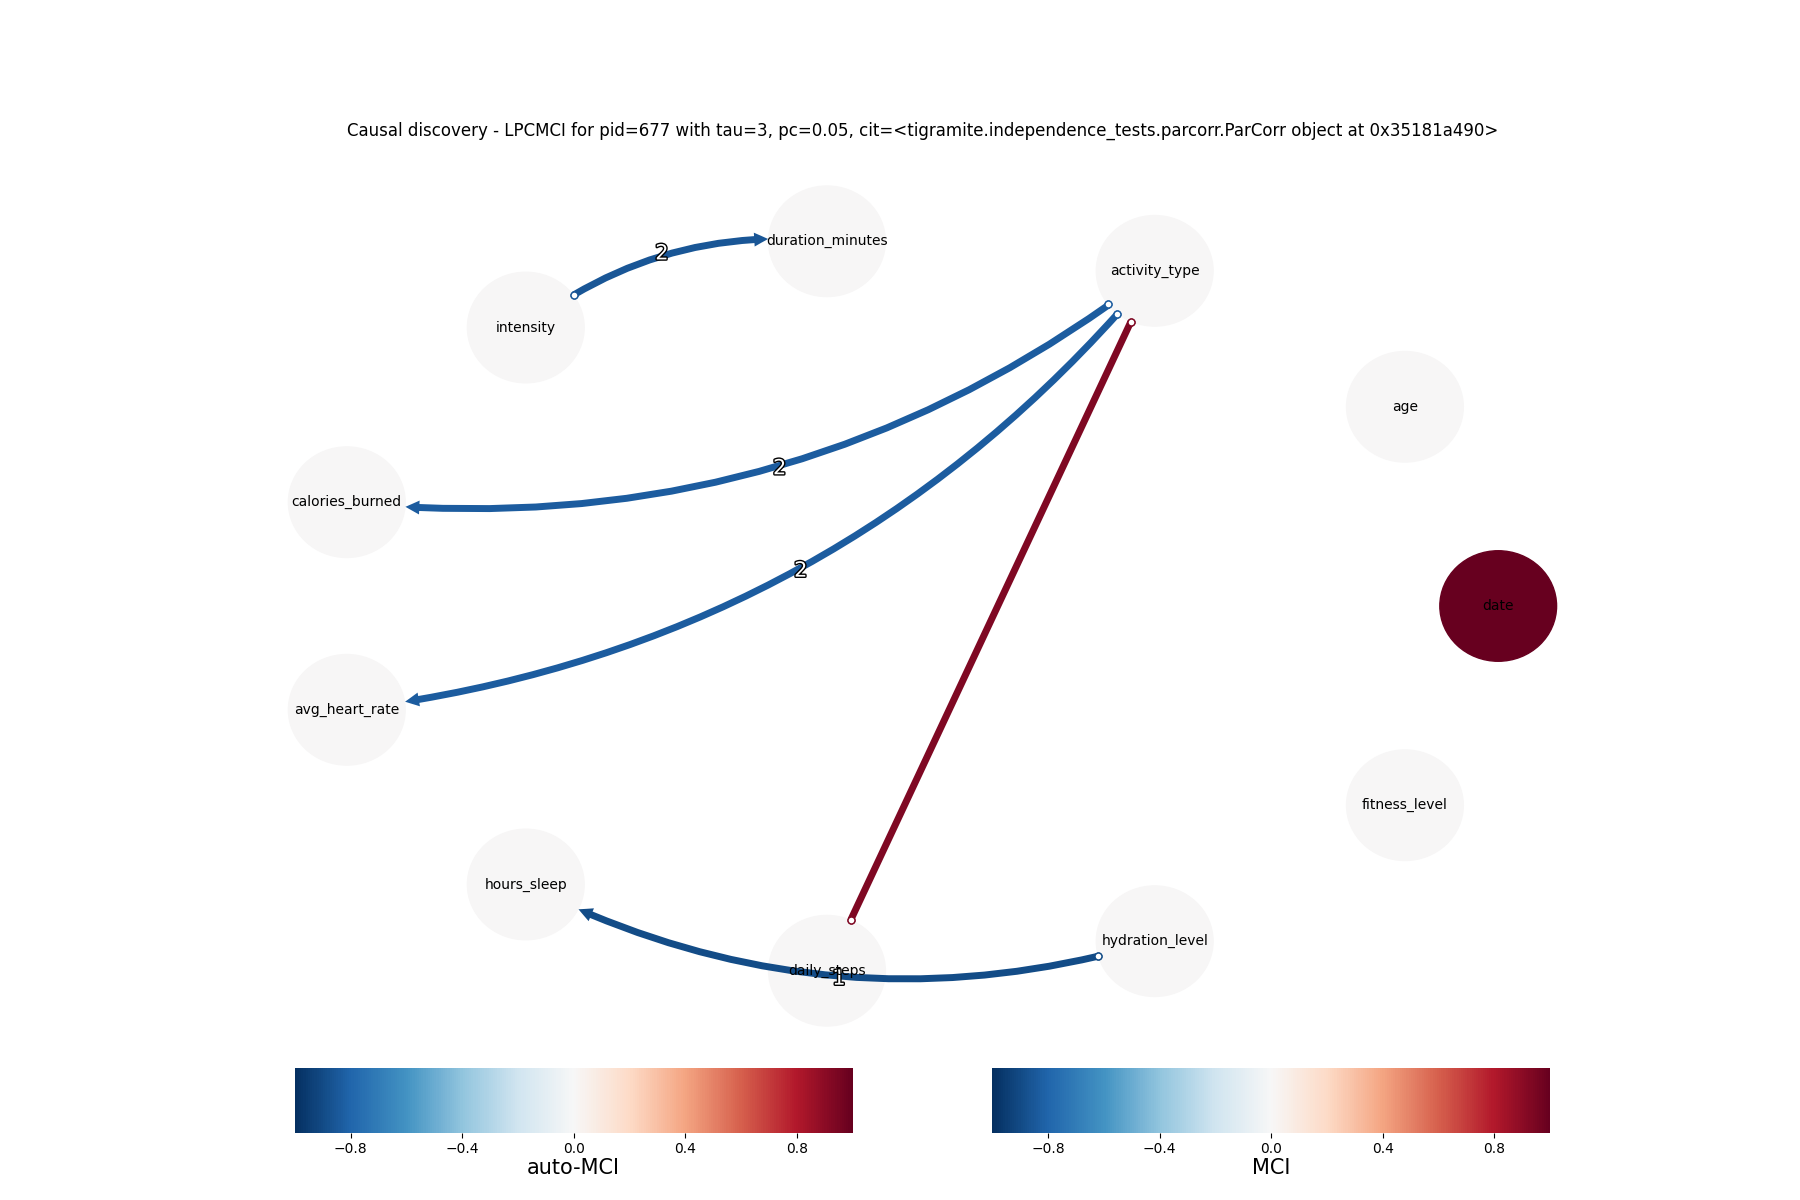 Causal discovery - LPCMCI for pid=677 with tau=3, pc=0.05, cit=<tigramite.independence_tests.parcorr.ParCorr object at 0x35181a490>
duration_minutes
2
activity_type
intensity
age
2
calories_burned
2
date
avg_heart_rate
fitness_level
hours_sleep
hydration_level
daily_steps
1
−0.8 −0.4 0.0 0.4 0.8
auto-MCI
−0.8 −0.4 0.0 0.4 0.8
MCI